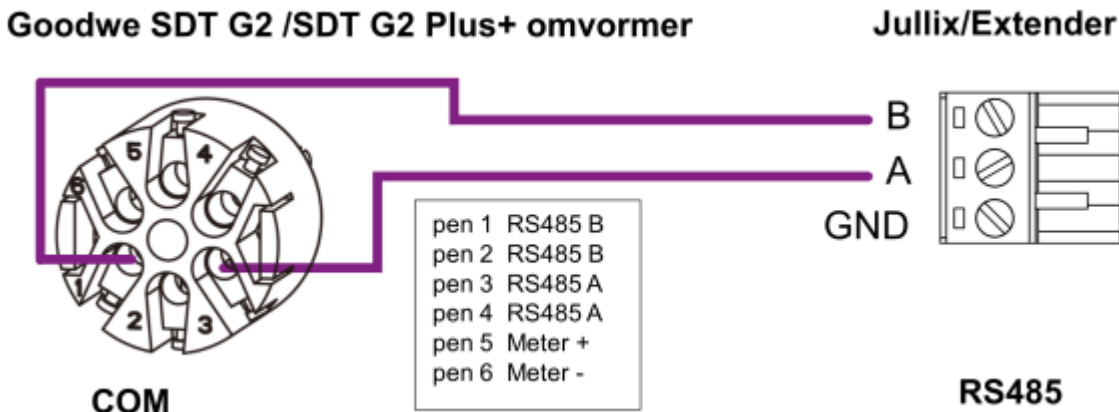 Goodwe SDT G2 /SDT G2 Plus+ omvormer
Jullix/Extender
5
4
6
1
2
3
B
A
GND
pen 1 RS485 B
pen 2 RS485 B
pen 3 RS485 A
pen 4 RS485 A
pen 5 Meter +
pen 6 Meter -
COM
RS485